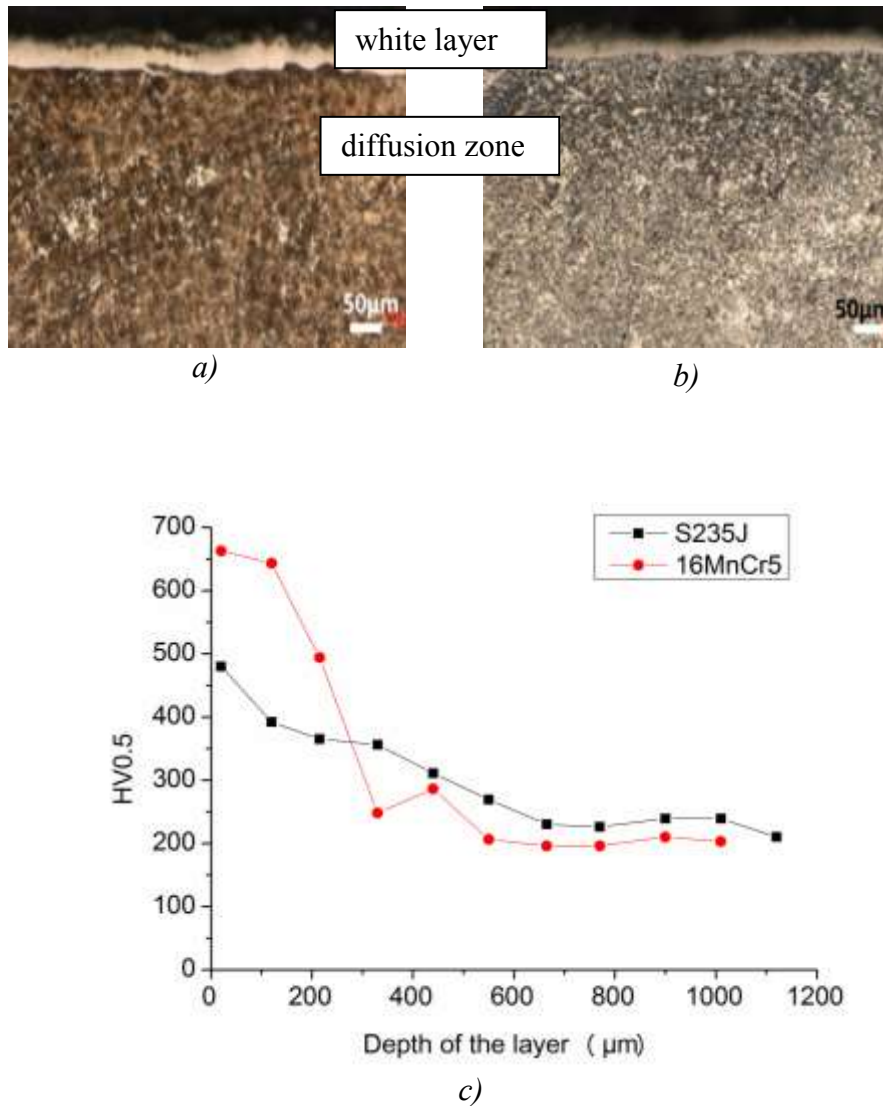 white layer
diffusion zone
50µm
50µm
a)
b)
700
600
500
400
300
200
100
0
HV0.5
S235J
16MnCr5
0 200 400 600 800 1000 1200
Depth of the layer ( µm)
c)